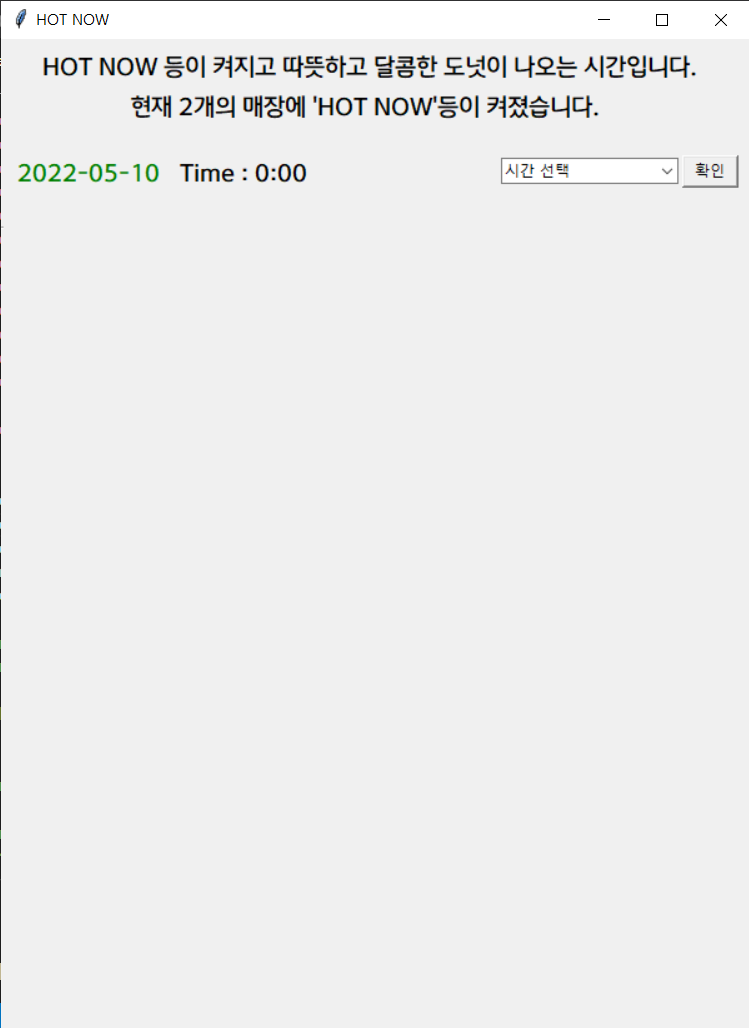 HOT NOW
HOT NOW 등이 켜지고 따뜻하고 달콤한 도넛이 나오는 시간입니다.
현재 2개의 매장에 'HOT NOW'등이 켜졌습니다.
2022-05-10 Time : 0:00 시간 선택 확인